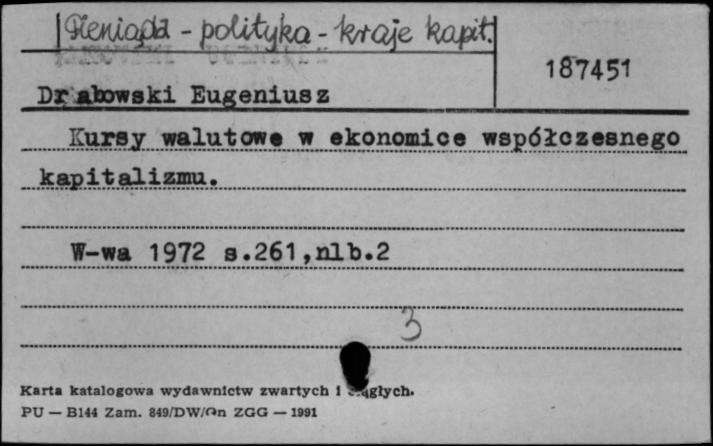 Pieniądz - polityka - kraje kapit.
187451
Drabowski Eugeniusz
Kursy walutowe w ekonomice współczesnego
kapitalizmu.
W-wa 1972 s.261,nlb.2
3
Karta katalogowa wydawnictw zwartych i ciągłych.
PU — B144 Zam. 849/DW/On ZGG — 1991